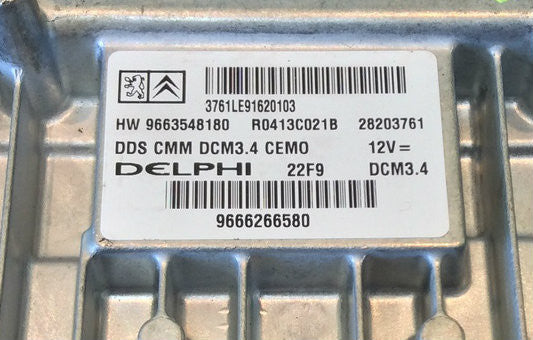 3761LE91620103
HW 9663548180 R0413C021B 28203761
DDS CMM DCM3.4 CEMO 12V=
DELPHI 22F9 DCM3.4
9666266580